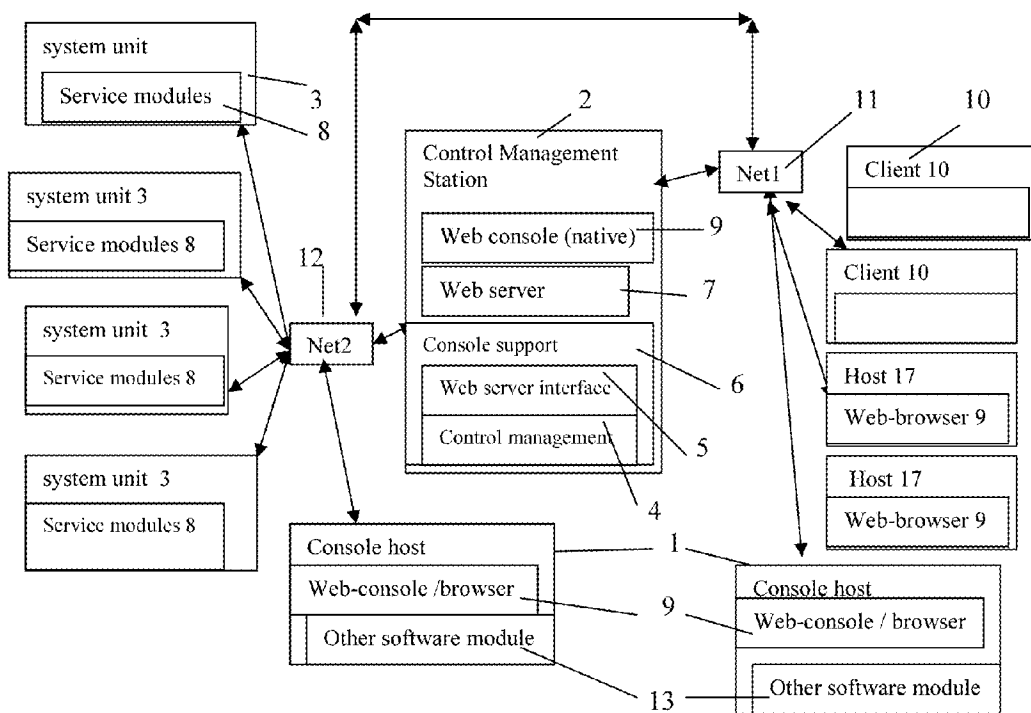 system unit
Service modules
3
8
system unit 3
Service modules 8
system unit 3
Service modules 8
system unit 3
Service modules 8
12
Net2
2
Control Management
Station
Web console (native)
9
Web server
7
Console support
6
Web server interface
5
Control management
4
11
Net1
10
Client 10
Client 10
Host 17
Web-browser 9
Host 17
Web-browser 9
Console host
1
Web-console /browser
9
Other software module
13
Console host
Web-console / browser
Other software module